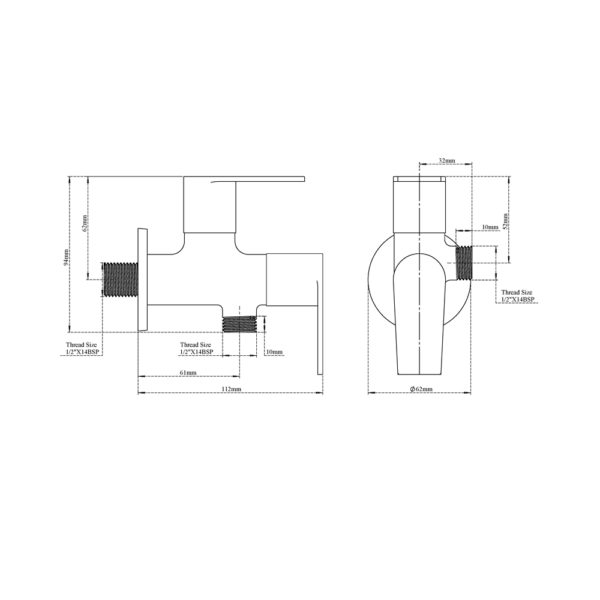 32mm
62mm
94mm
10mm
52mm
Thread Size
1/2"X14BSP
Thread Size
1/2"X14BSP
Thread Size
1/2"X14BSP
10mm
61mm
112mm
Ø62mm